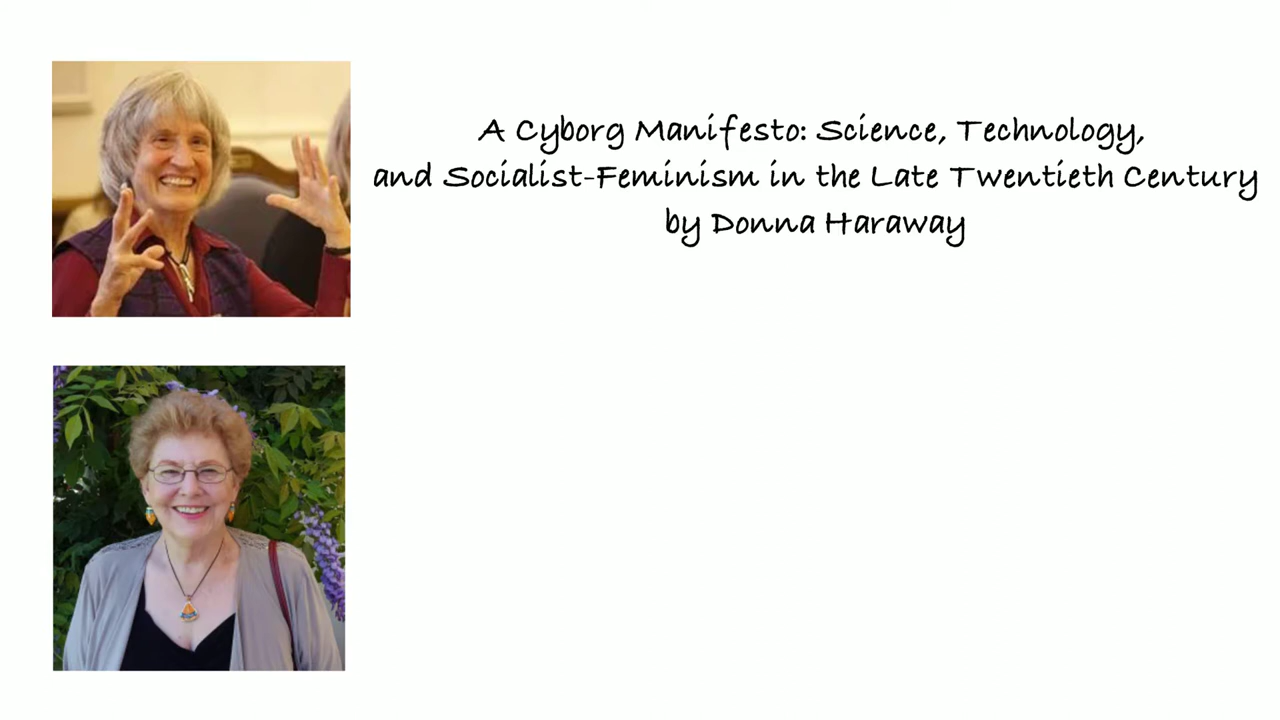 A Cyborg Manifesto: Science, Technology,
and Socialist-Feminism in the Late Twentieth Century
by Donna Haraway